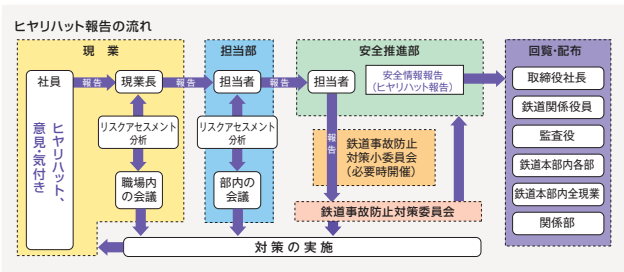 ヒヤリハット報告の流れ
現 業
担当部
安全推進部
回覧・配布
社員
報告
現業長
報告
担当者
報告
担当者
安全情報報告
（ヒヤリハット報告）
取締役社長
鉄道関係役員
監査役
鉄道本部内各部
鉄道本部内全現業
関係部
ヒヤリハット、
意見・気付き
リスクアセスメント
分析
リスクアセスメント
分析
報告
鉄道事故防止
対策小委員会
（必要時開催）
職場内
の会議
部内の
会議
鉄道事故防止対策委員会
対策の実施